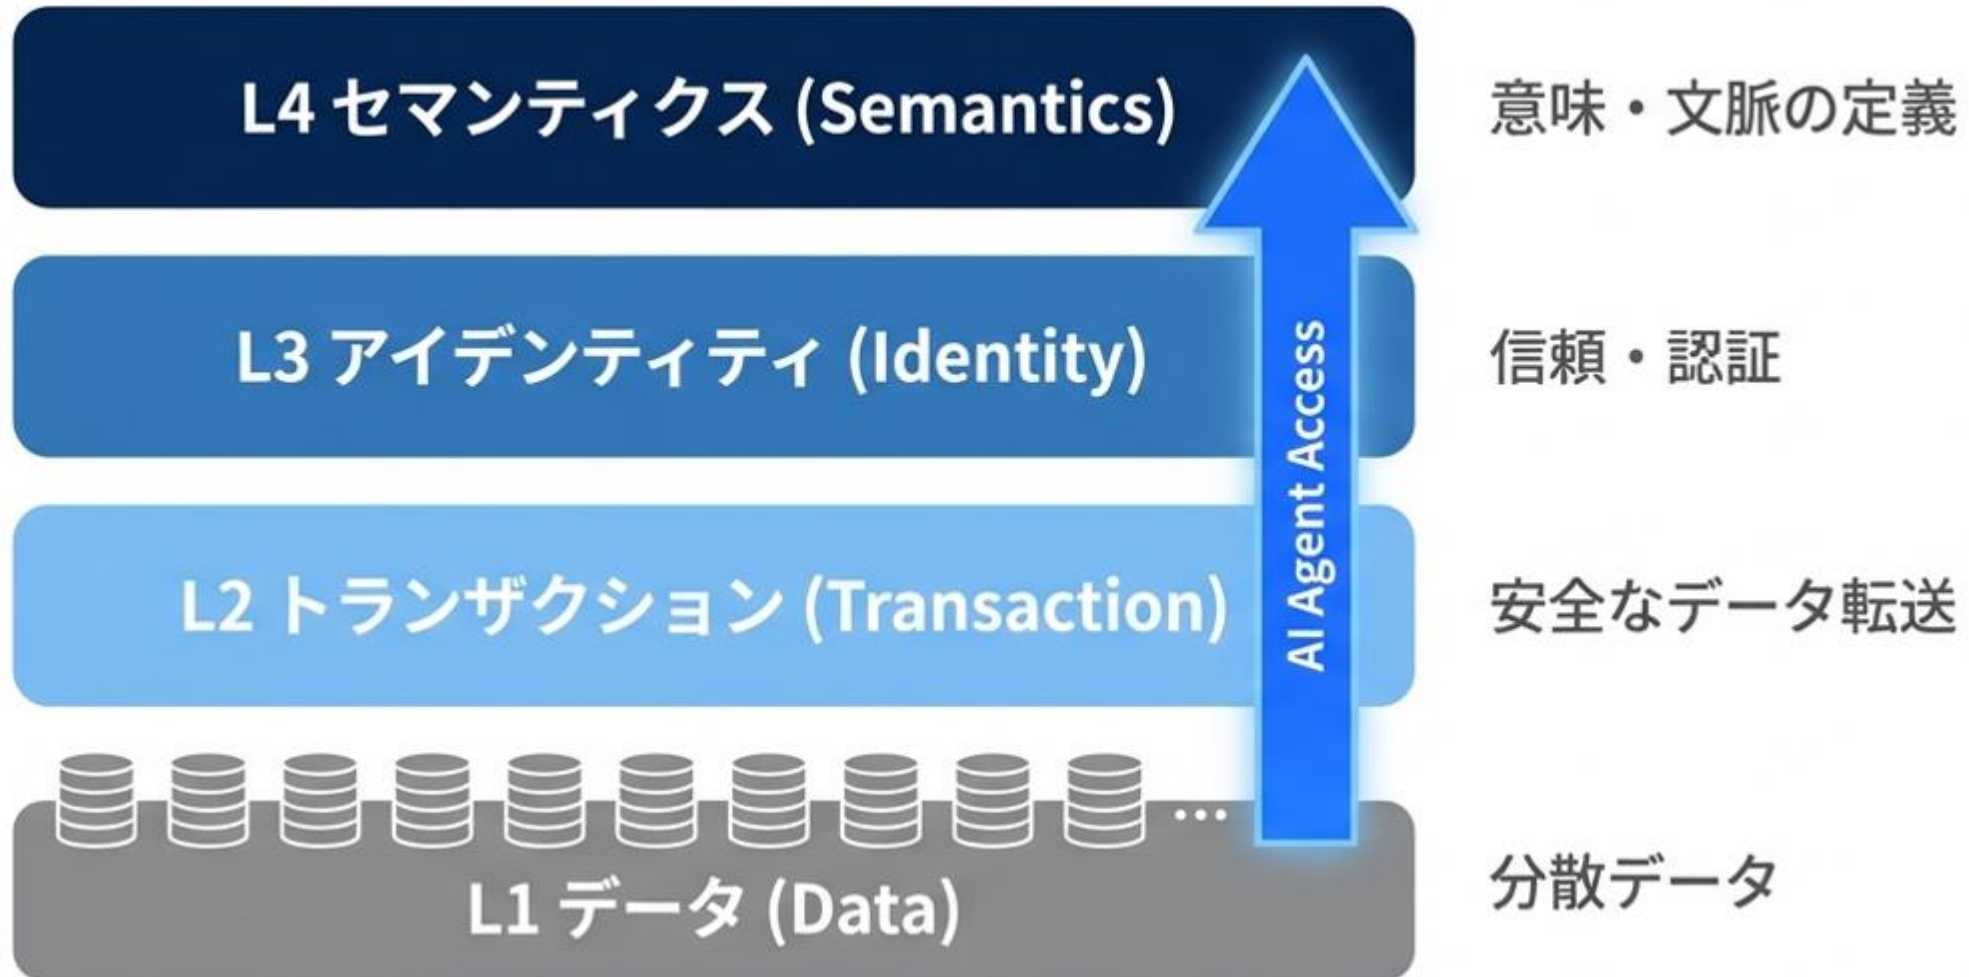 L4 セマンティクス (Semantics)
意味・文脈の定義
L3 アイデンティティ (Identity)
信頼・認証
L2 トランザクション (Transaction)
安全なデータ転送
AI Agent Access
…
L1 データ (Data)
分散データ